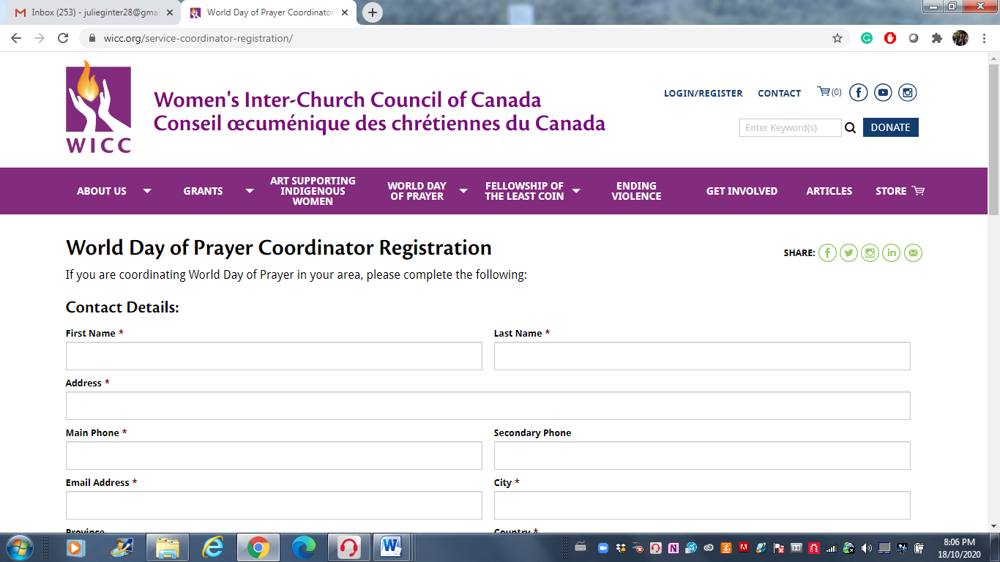 Inbox (253) - julieginter28@gmai
World Day of Prayer Coordinator
wicc.org/service-coordinator-registration/
WICC
Women's Inter-Church Council of Canada
Conseil œcuménique des chrétiennes du Canada
LOGIN/REGISTER
CONTACT
(0)
Enter Keyword(s)
DONATE
ABOUT US
GRANTS
ART SUPPORTING
INDIGENOUS
WOMEN
WORLD DAY
OF PRAYER
FELLOWSHIP OF
THE LEAST COIN
ENDING
VIOLENCE
GET INVOLVED
ARTICLES
STORE
World Day of Prayer Coordinator Registration
SHARE:
If you are coordinating World Day of Prayer in your area, please complete the following:
Contact Details:
First Name *
Last Name *
Address *
Main Phone *
Secondary Phone
Email Address *
City *
Province
Country *
8:06 PM
18/10/2020